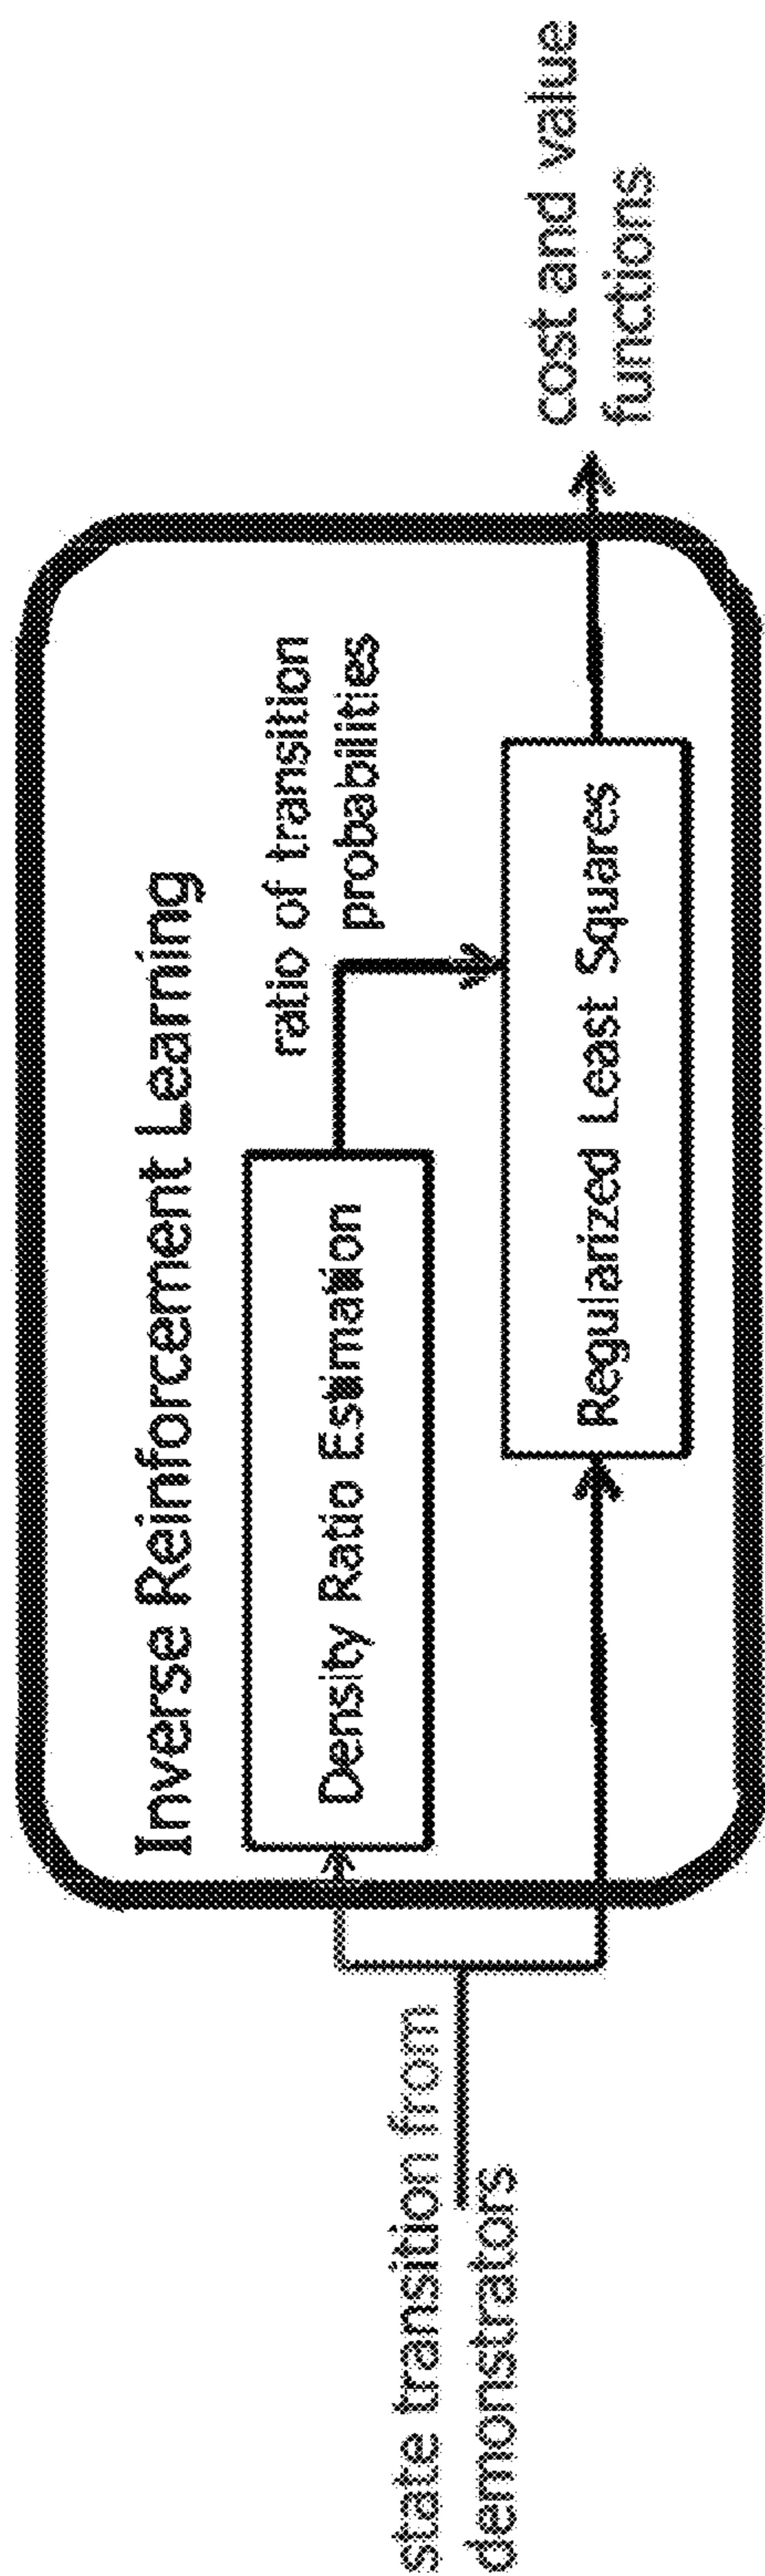 Inverse Reinforcement Learning
state transition from
demonstrators
Density Ratio Estimation
ratio of transition
probabilities
Regularized Least Squares
cost and value
functions